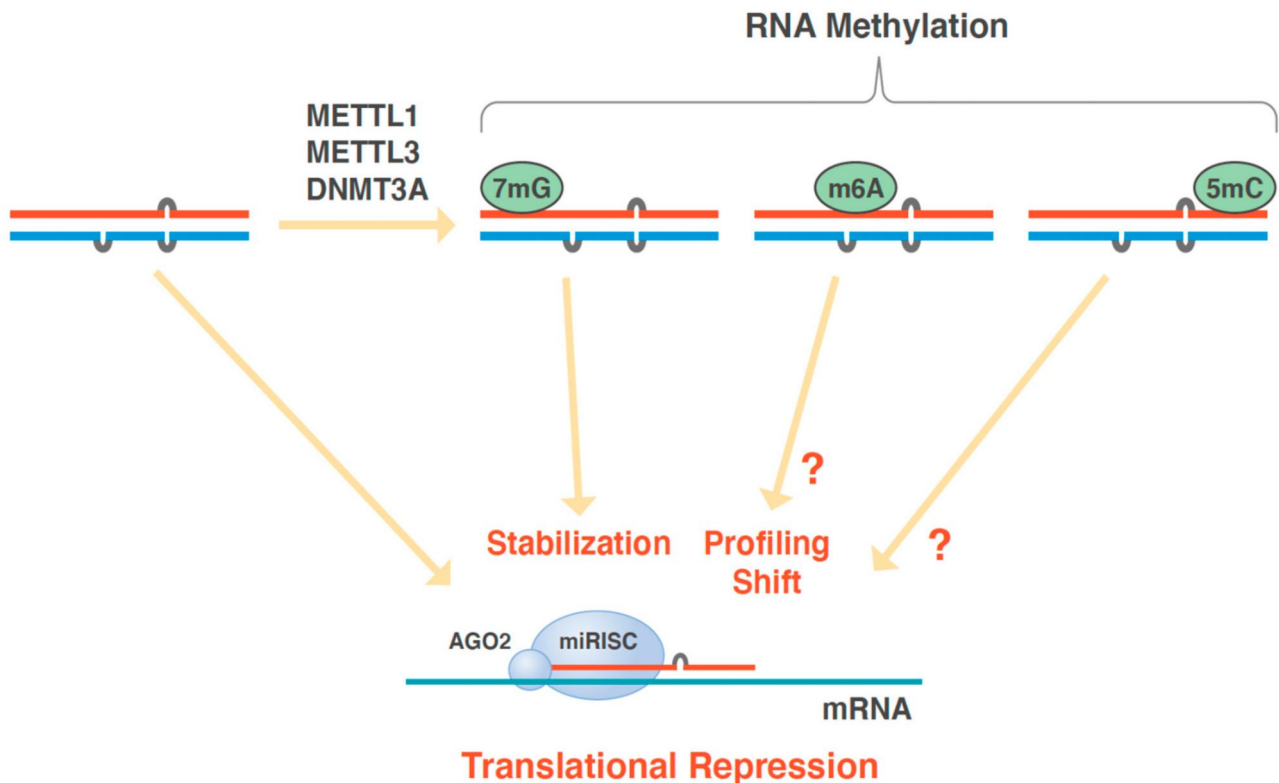 RNA Methylation
METTL1
METTL3
DNMT3A
7mG
m6A
5mC
?
?
Stabilization
Profiling
Shift
AGO2
miRISC
mRNA
Translational Repression